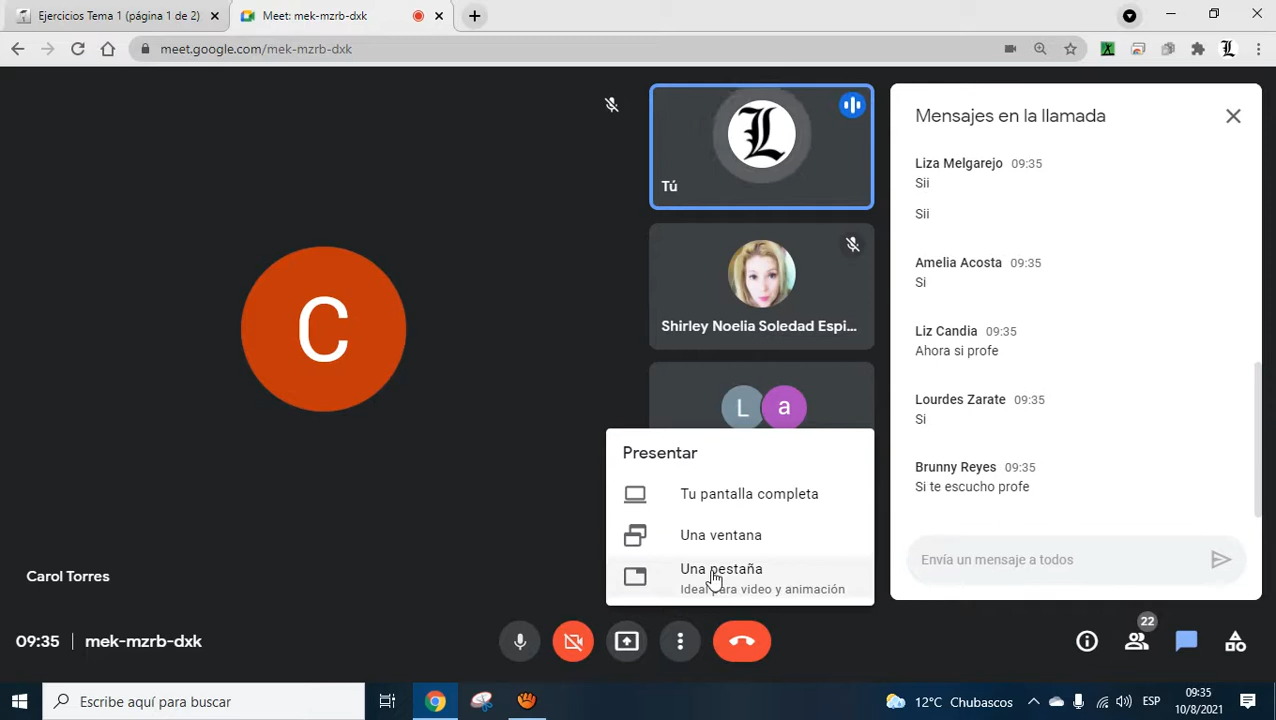 Ejercicios Tema 1 (página 1 de 2)
Meet: mek-mzrb-dxk
meet.google.com/mek-mzrb-dxk
L
C
Carol Torres
L
Tú
Shirley Noelia Soledad Espi...
L a
Presentar
Tu pantalla completa
Una ventana
Una pestaña
Ideal para video y animación
Mensajes en la llamada
Liza Melgarejo 09:35
Sii
Sii
Amelia Acosta 09:35
Si
Liz Candia 09:35
Ahora si profe
Lourdes Zarate 09:35
Si
Brunny Reyes 09:35
Si te escucho profe
Envía un mensaje a todos
09:35 | mek-mzrb-dxk
22
Escribe aquí para buscar
12°C Chubascos
ESP
09:35
10/8/2021